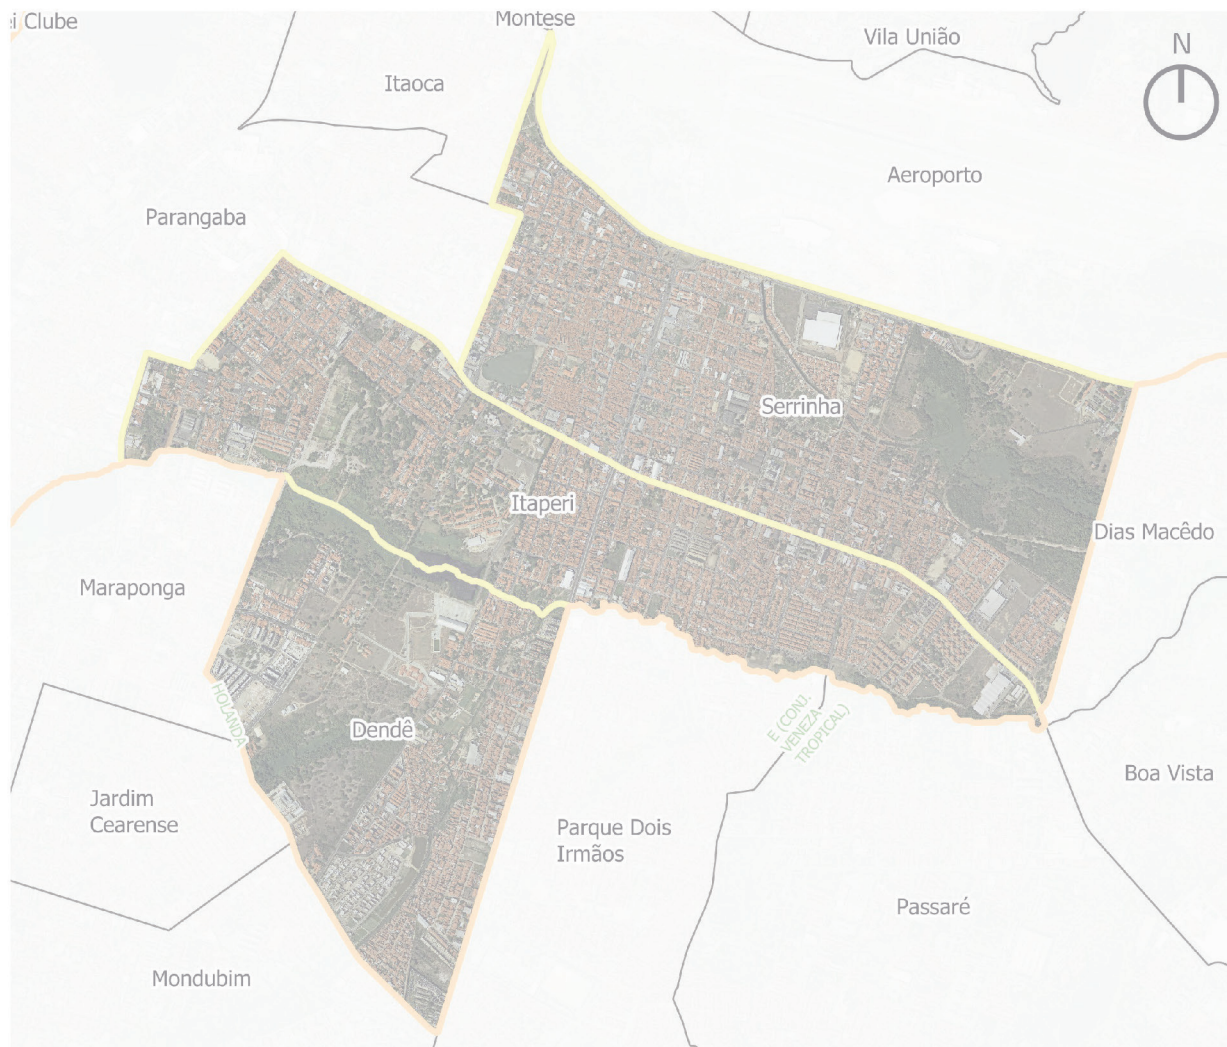 ei Clube
Montese
Vila União
N
Itaoca
Aeroporto
Parangaba
Serrinha
Itaperi
Dias Macêdo
Maraponga
HOLANDA
E (CONJ.
VENEZA
TROPICAL)
Dendê
Boa Vista
Jardim
Cearense
Parque Dois
Irmãos
Passaré
Mondubim